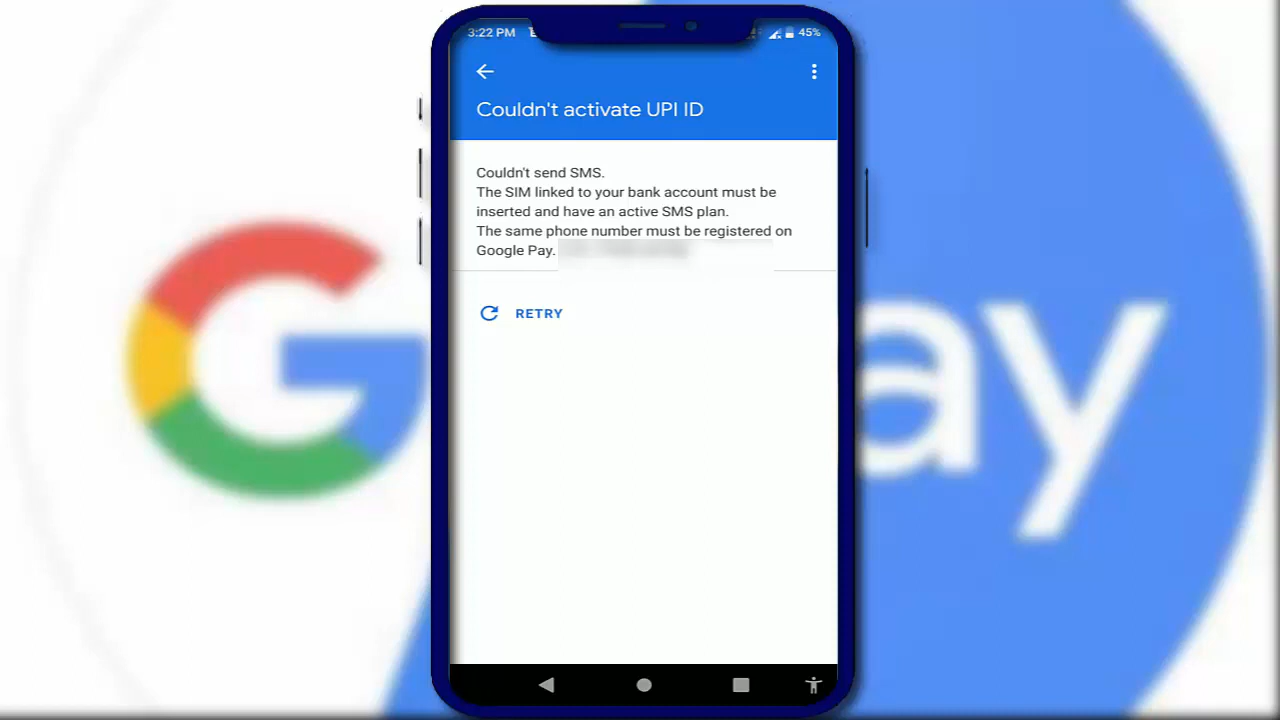 3:22 PM
45%
Couldn't activate UPI ID
Couldn't send SMS.
The SIM linked to your bank account must be
inserted and have an active SMS plan.
The same phone number must be registered on
Google Pay.
RETRY
G ay